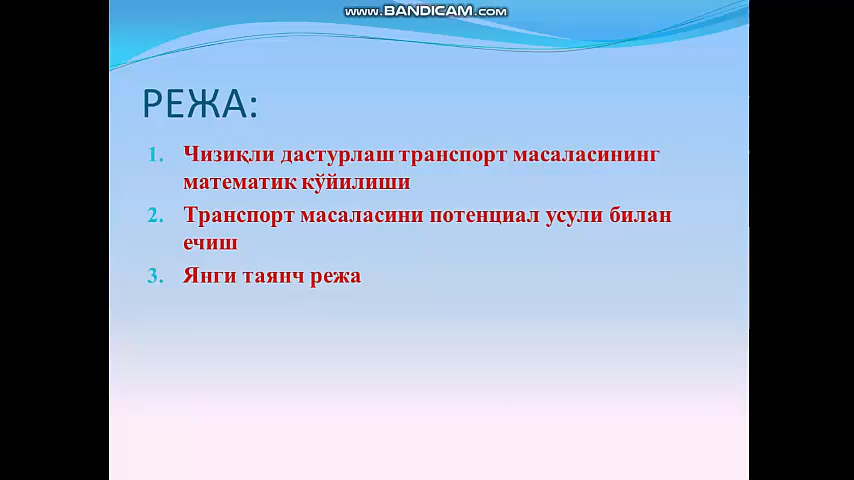 www.BANDICAM.com
РЕЖА:
1. Чизиқли дастурлаш транспорт масаласининг
математик кўйилиши
2. Транспорт масаласини потенциал усули билан
ечиш
3. Янги таянч режа